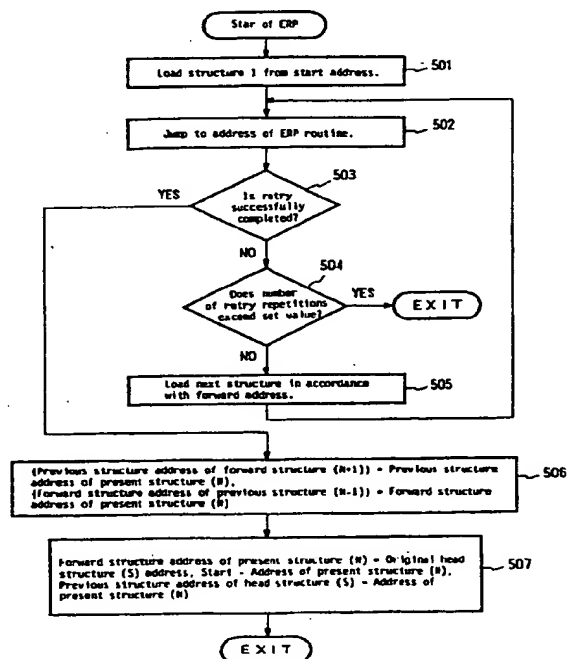 Star of ERP
Load structure 1 from start address.
501
Jump to address of ERP routine.
502
503
YES
Is retry
successfully
completed?
NO
504
Does number
of retry repetitions
exceed set value?
YES
EXIT
NO
Load next structure in accordance
with forward address.
505
(Previous structure address of forward structure (N+1)) = Previous structure
address of present structure (N),
(Forward structure address of previous structure (N-1)) = Forward structure
address of present structure (N)
506
Forward structure address of present structure (N) = Original head
structure (S) address, Start = Address of present structure (N),
Previous structure address of head structure (S) = Address of
present structure (N)
507
EXIT